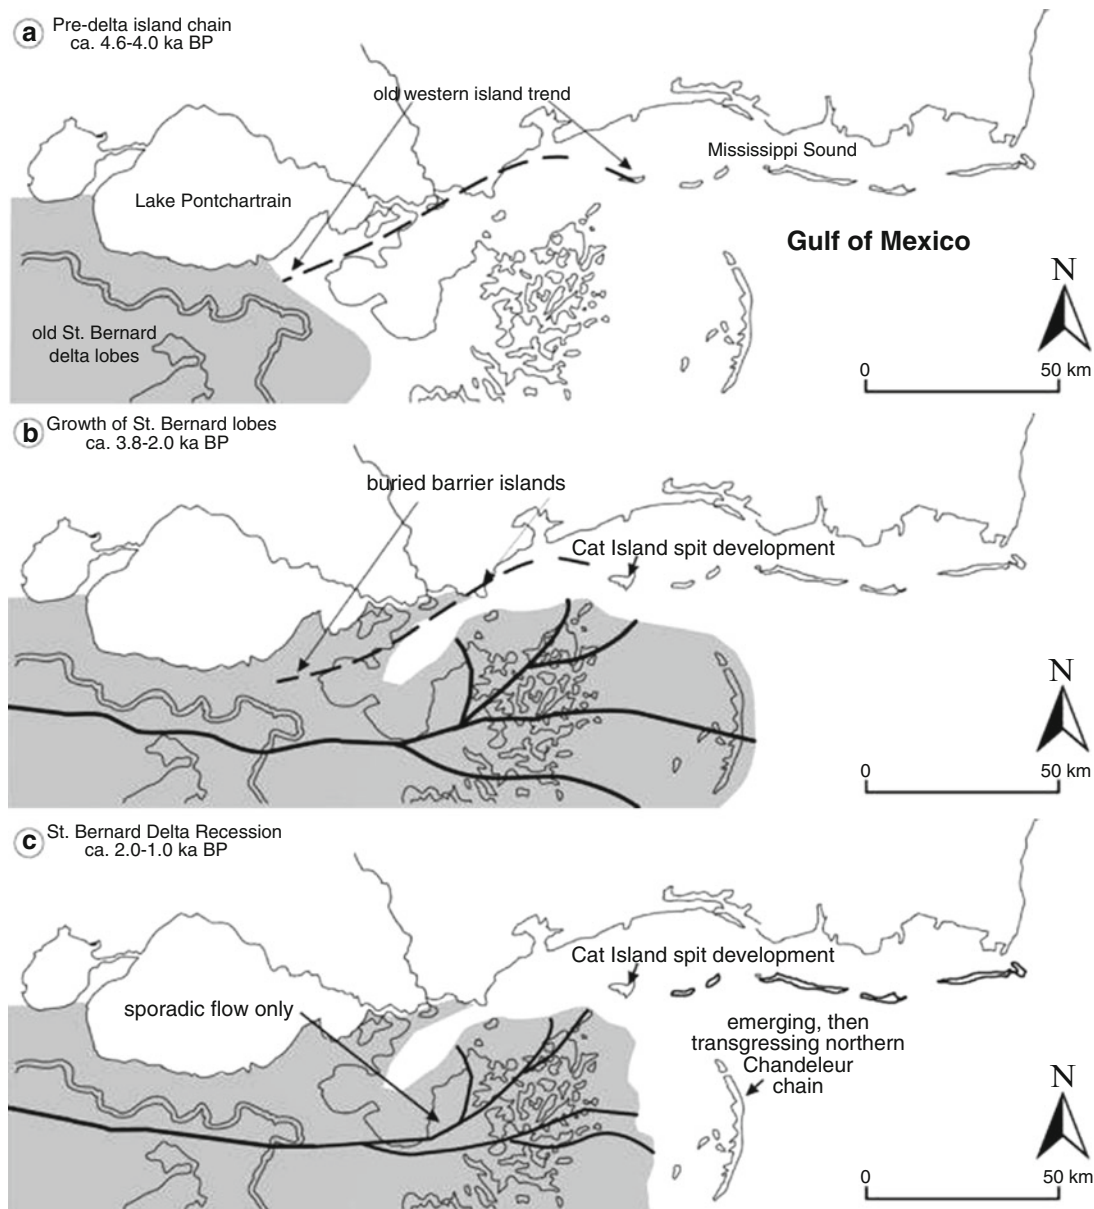 a
Pre-delta island chain
ca. 4.6-4.0 ka BP
old western island trend
Mississippi Sound
Lake Pontchartrain
Gulf of Mexico
N
old St. Bernard
delta lobes
0
50 km
b
Growth of St. Bernard lobes
ca. 3.8-2.0 ka BP
buried barrier islands
Cat Island spit development
N
0
50 km
c
St. Bernard Delta Recession
ca. 2.0-1.0 ka BP
Cat Island spit development
sporadic flow only
emerging, then
transgressing northern
Chandeleur
chain
N
0
50 km